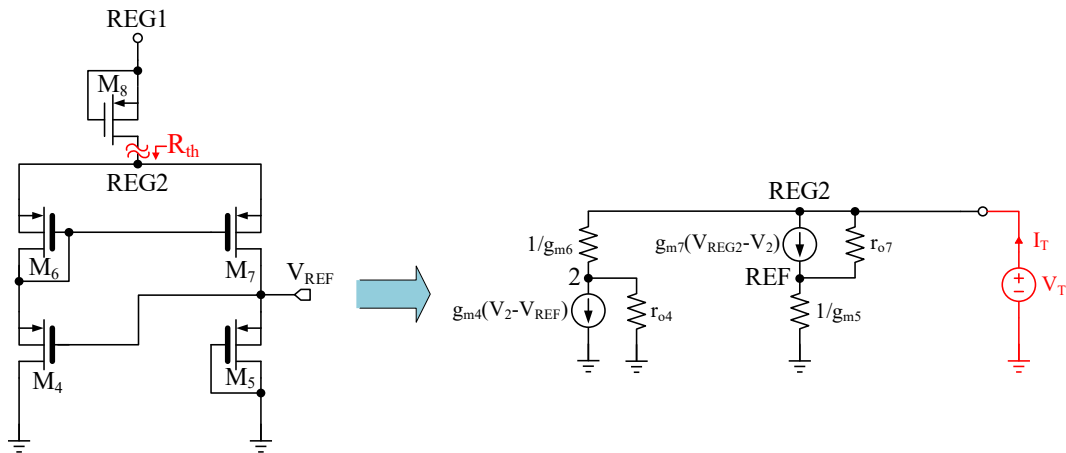 REG1
M8
Rth
REG2
M6
M7
VREF
M4
M5
REG2
1/gm6
gm7(VREG2-V2)
ro7
IT
2
REF
VT
gm4(V2-VREF)
ro4
1/gm5